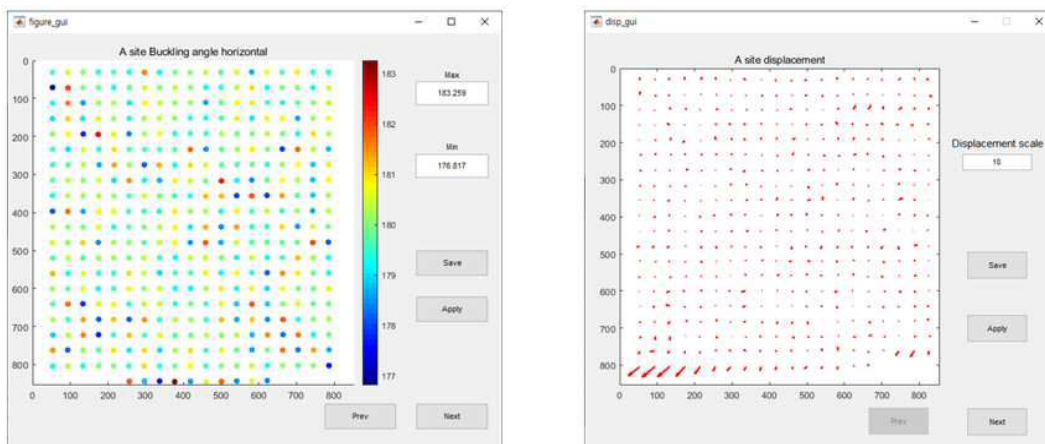 figure_gui
A site Buckling angle horizontal
0
100
200
300
400
500
600
700
800
0 100 200 300 400 500 600 700 800
183
182
181
180
179
178
177
Max
183.259
Min
176.817
Save
Apply
Prev
Next
disp_gui
A site displacement
0
100
200
300
400
500
600
700
800
0 100 200 300 400 500 600 700 800
Displacement scale
10
Save
Apply
Prev
Next